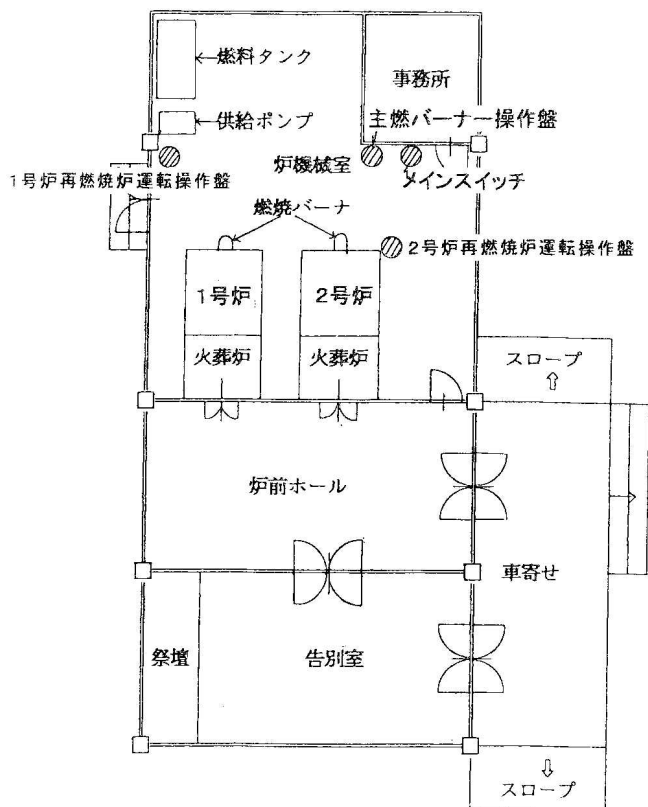 燃料タンク
事務所
供給ポンプ
主燃バーナー操作盤
1号炉再燃焼炉運転操作盤
炉機械室
メインスイッチ
燃焼バーナ
2号炉再燃焼炉運転操作盤
1号炉
2号炉
火葬炉
火葬炉
スロープ
炉前ホール
車寄せ
祭壇
告別室
スロープ